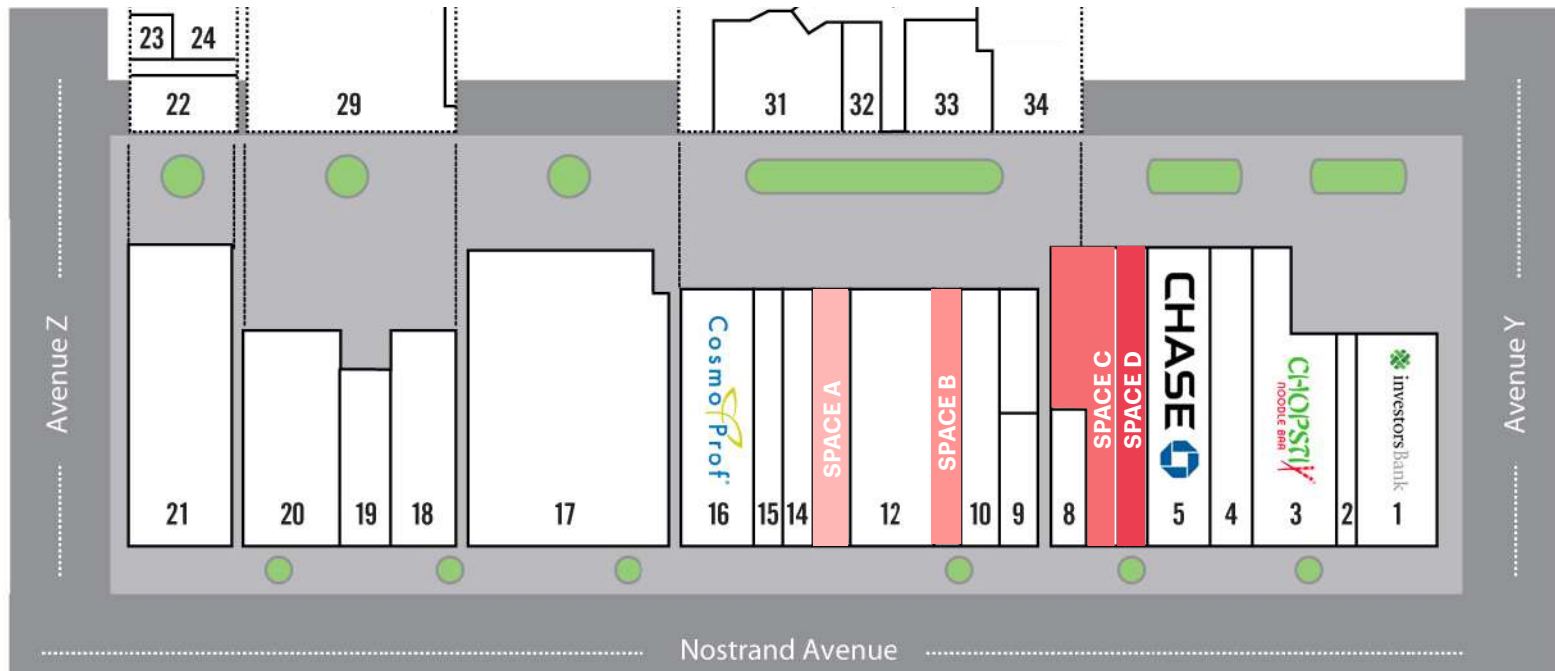 23 24
22 29 31 32 33 34
Avenue Z
Avenue Y
CosmoProf®
SPACE A
SPACE B
SPACE C
SPACE D
CHASE
CHOPSTIX
NOODLE BAR
investorsBank
21 20 19 18 17 16 15 14 12 10 9 8 5 4 3 2 1
Nostrand Avenue